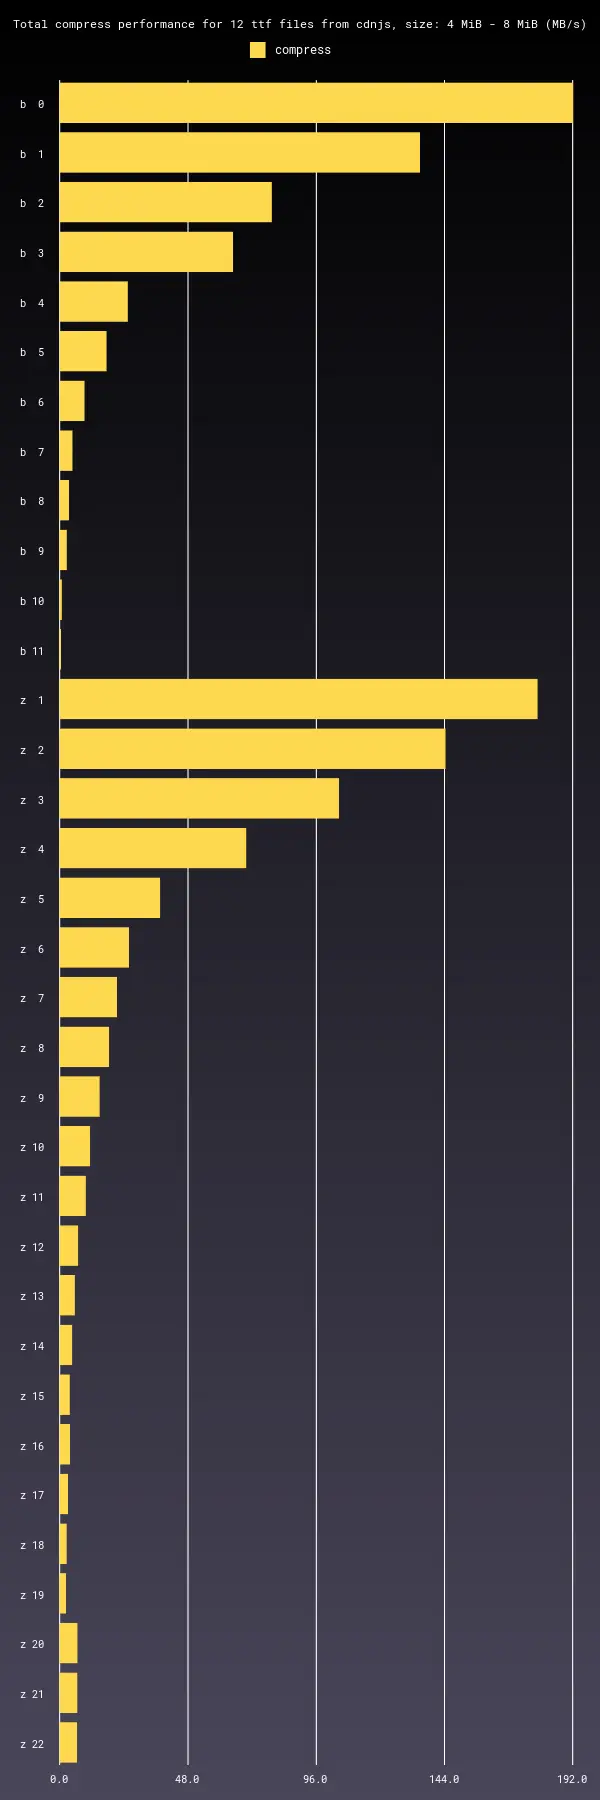 Total compress performance for 12 ttf files from cdnjs, size: 4 MiB - 8 MiB (MB/s)
compress
b 0
b 1
b 2
b 3
b 4
b 5
b 6
b 7
b 8
b 9
b 10
b 11
z 1
z 2
z 3
z 4
z 5
z 6
z 7
z 8
z 9
z 10
z 11
z 12
z 13
z 14
z 15
z 16
z 17
z 18
z 19
z 20
z 21
z 22
0.0 48.0 96.0 144.0 192.0